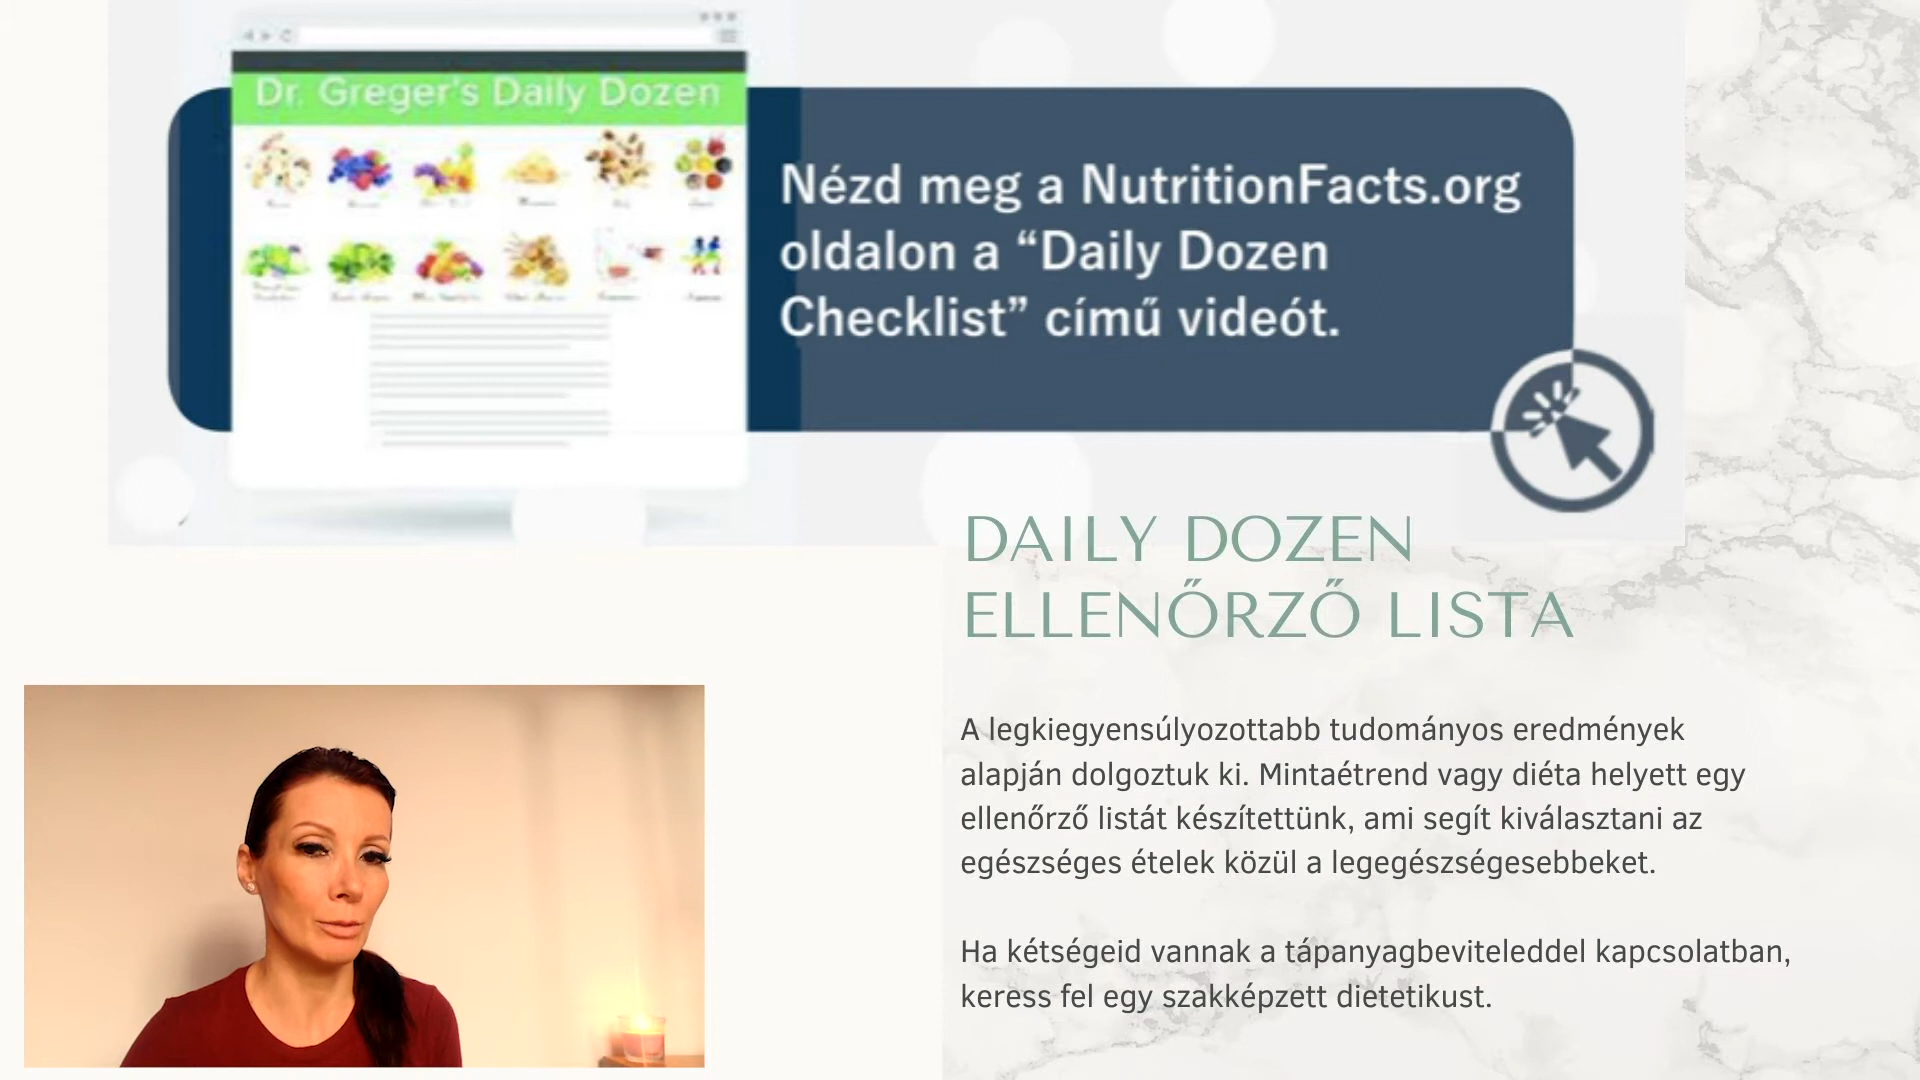 Dr. Greger's Daily Dozen
Nézd meg a NutritionFacts.org
oldalon a “Daily Dozen
Checklist” című videót.
DAILY DOZEN
ELLENŐRZŐ LISTA
A legkiegyensúlyozottabb tudományos eredmények
alapján dolgoztuk ki. Mintaétrend vagy diéta helyett egy
ellenőrző listát készítettünk, ami segít kiválasztani az
egészséges ételek közül a legegészségesebbeket.
Ha kétségeid vannak a tápanyagbeviteleddel kapcsolatban,
keress fel egy szakképzett dietetikust.